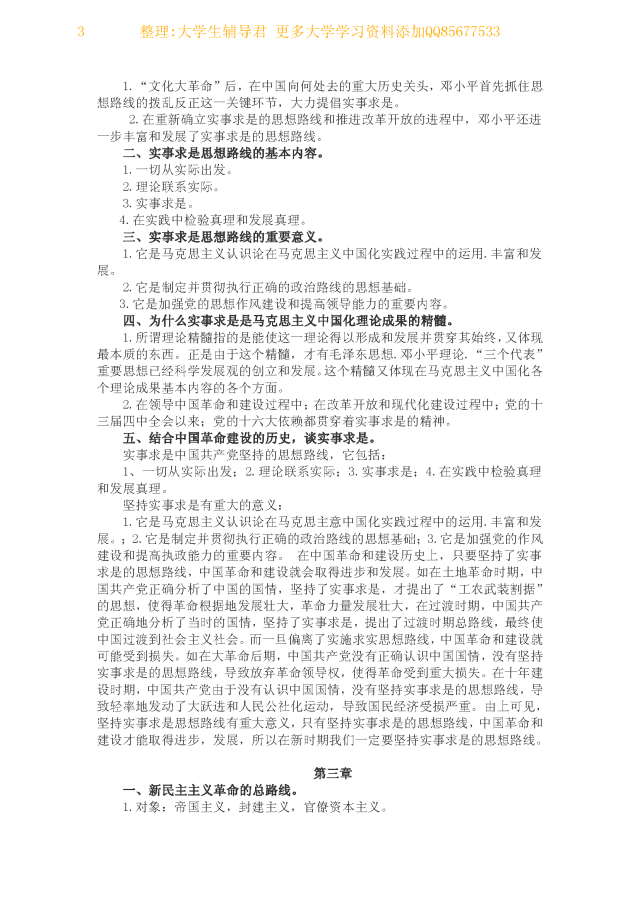 3 整理:大学生辅导君 更多大学学习资料添加QQ85677533
1.“文化大革命”后，在中国向何处去的重大历史关头，邓小平首先抓住思
想路线的拨乱反正这一关键环节，大力提倡实事求是。
2.在重新确立实事求是的思想路线和推进改革开放的进程中，邓小平还进
一步丰富和发展了实事求是的思想路线。
二、实事求是思想路线的基本内容。
1.一切从实际出发。
2.理论联系实际。
3.实事求是。
4.在实践中检验真理和发展真理。
三、实事求是思想路线的重要意义。
1.它是马克思主义认识论在马克思主义中国化实践过程中的运用.丰富和发
展。
2.它是制定并贯彻执行正确的政治路线的思想基础。
3.它是加强党的思想作风建设和提高领导能力的重要内容。
四、为什么实事求是是马克思主义中国化理论成果的精髓。
1.所谓理论精髓指的是能使这一理论得以形成和发展并贯穿其始终，又体现
最本质的东西。正是由于这个精髓，才有毛泽东思想.邓小平理论.“三个代表”
重要思想已经科学发展观的创立和发展。这个精髓又体现在马克思主义中国化各
个理论成果基本内容的各个方面。
2.在领导中国革命和建设过程中；在改革开放和现代化建设过程中；党的十
三届四中全会以来；党的十六大依赖都贯穿着实事求是的精神。
五、结合中国革命建设的历史，谈实事求是。
实事求是中国共产党坚持的思想路线，它包括：
1、一切从实际出发；2.理论联系实际；3.实事求是；4.在实践中检验真理
和发展真理。
坚持实事求是有重大的意义：
1.它是马克思主义认识论在马克思主意中国化实践过程中的运用.丰富和发
展。；2.它是制定并贯彻执行正确的政治路线的思想基础；3.它是加强党的作风
建设和提高执政能力的重要内容。 在中国革命和建设历史上，只要坚持了实事
求是的思想路线，中国革命和建设就会取得进步和发展。如在土地革命时期，中
国共产党正确分析了中国的国情，坚持了实事求是，才提出了“工农武装割据”
的思想，使得革命根据地发展壮大，革命力量发展壮大，在过渡时期，中国共产
党正确地分析了当时的国情，坚持了实事求是，提出了过渡时期总路线，最终使
中国过渡到社会主义社会。而一旦偏离了实施求实思想路线，中国革命和建设就
可能受到损失。如在大革命后期，中国共产党没有正确认识中国国情，没有坚持
实事求是的思想路线，导致放弃革命领导权，使得革命受到重大损失。在十年建
设时期，中国共产党由于没有认识中国国情，没有坚持实事求是的思想路线，导
致轻率地发动了大跃进和人民公社化运动，导致国民经济受损严重。由上可见，
坚持实事求是思想路线有重大意义，只有坚持实事求是的思想路线，中国革命和
建设才能取得进步，发展，所以在新时期我们一定要坚持实事求是的思想路线。
第三章
一、新民主主义革命的总路线。
1.对象：帝国主义，封建主义，官僚资本主义。